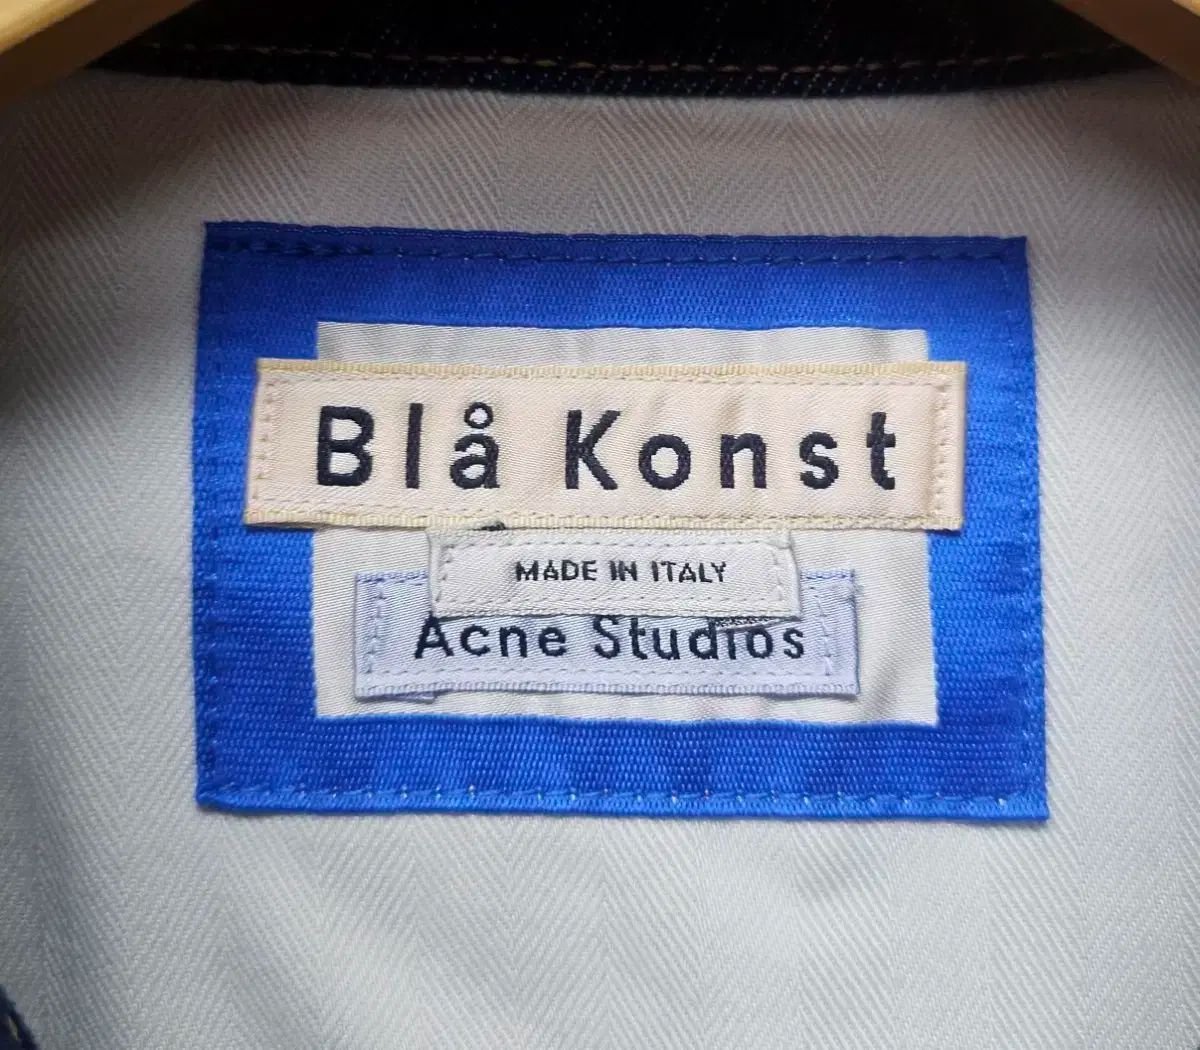 Blå Konst
MADE IN ITALY
Acne Studios